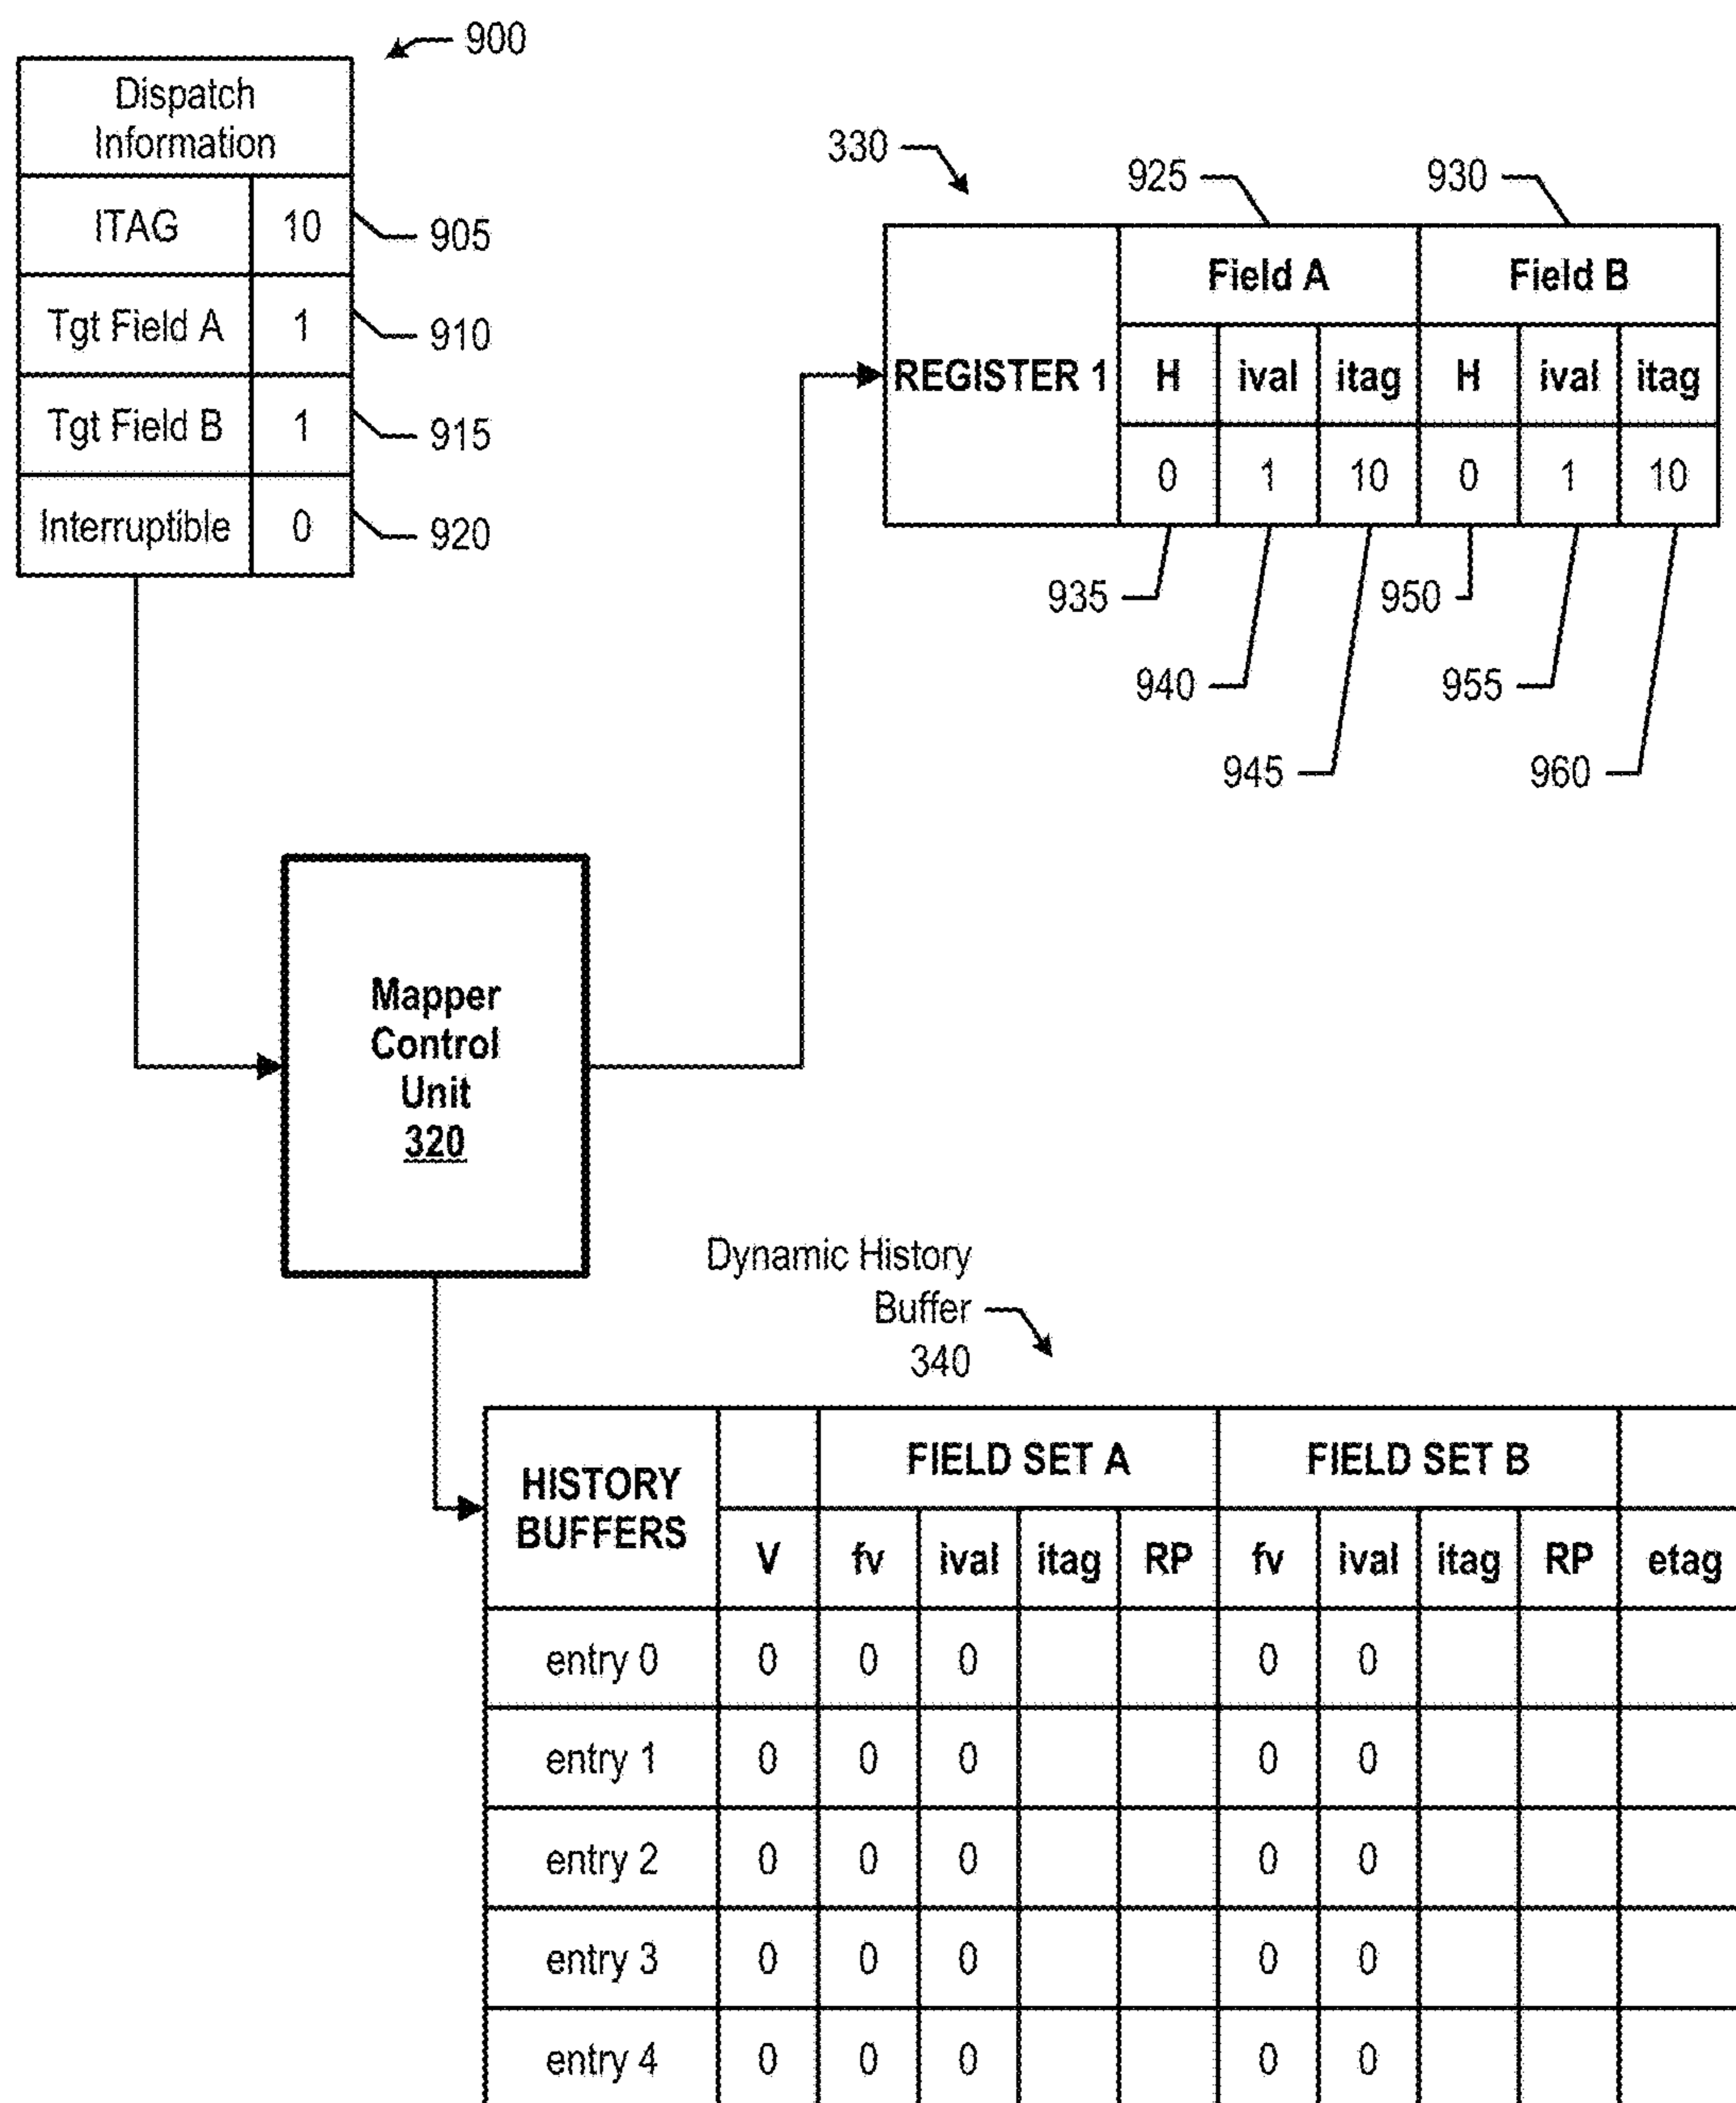 900
Dispatch
Information
ITAG 10
905
Tgt Field A 1
910
Tgt Field B 1
915
Interruptible 0
920
330
925
930
REGISTER 1
Field A Field B
H ival itag H ival itag
0 1 10 0 1 10
935
950
940
955
945
960
Mapper
Control
Unit
320
Dynamic History
Buffer
340
HISTORY
BUFFERS
FIELD SET A FIELD SET B
V fv ival itag RP fv ival itag RP etag
entry 0 0 0 0 0 0
entry 1 0 0 0 0 0
entry 2 0 0 0 0 0
entry 3 0 0 0 0 0
entry 4 0 0 0 0 0